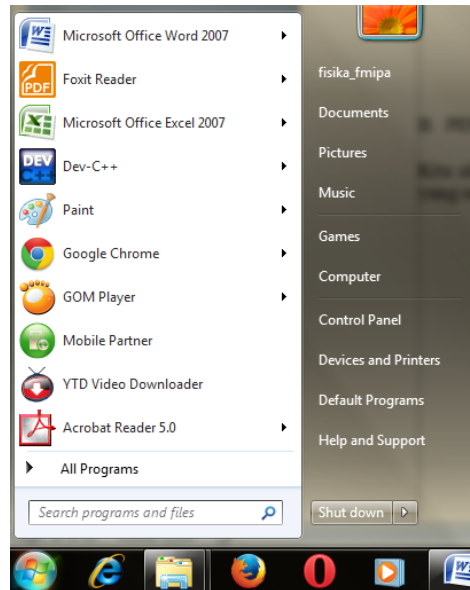 Microsoft Office Word 2007
Foxit Reader
PDF
Microsoft Office Excel 2007
DEV
C++
Dev-C++
Paint
Google Chrome
GOM Player
Mobile Partner
YTD Video Downloader
Acrobat Reader 5.0
All Programs
Search programs and files
fisika_fmipa
Documents
Pictures
Music
Games
Computer
Control Panel
Devices and Printers
Default Programs
Help and Support
Shut down